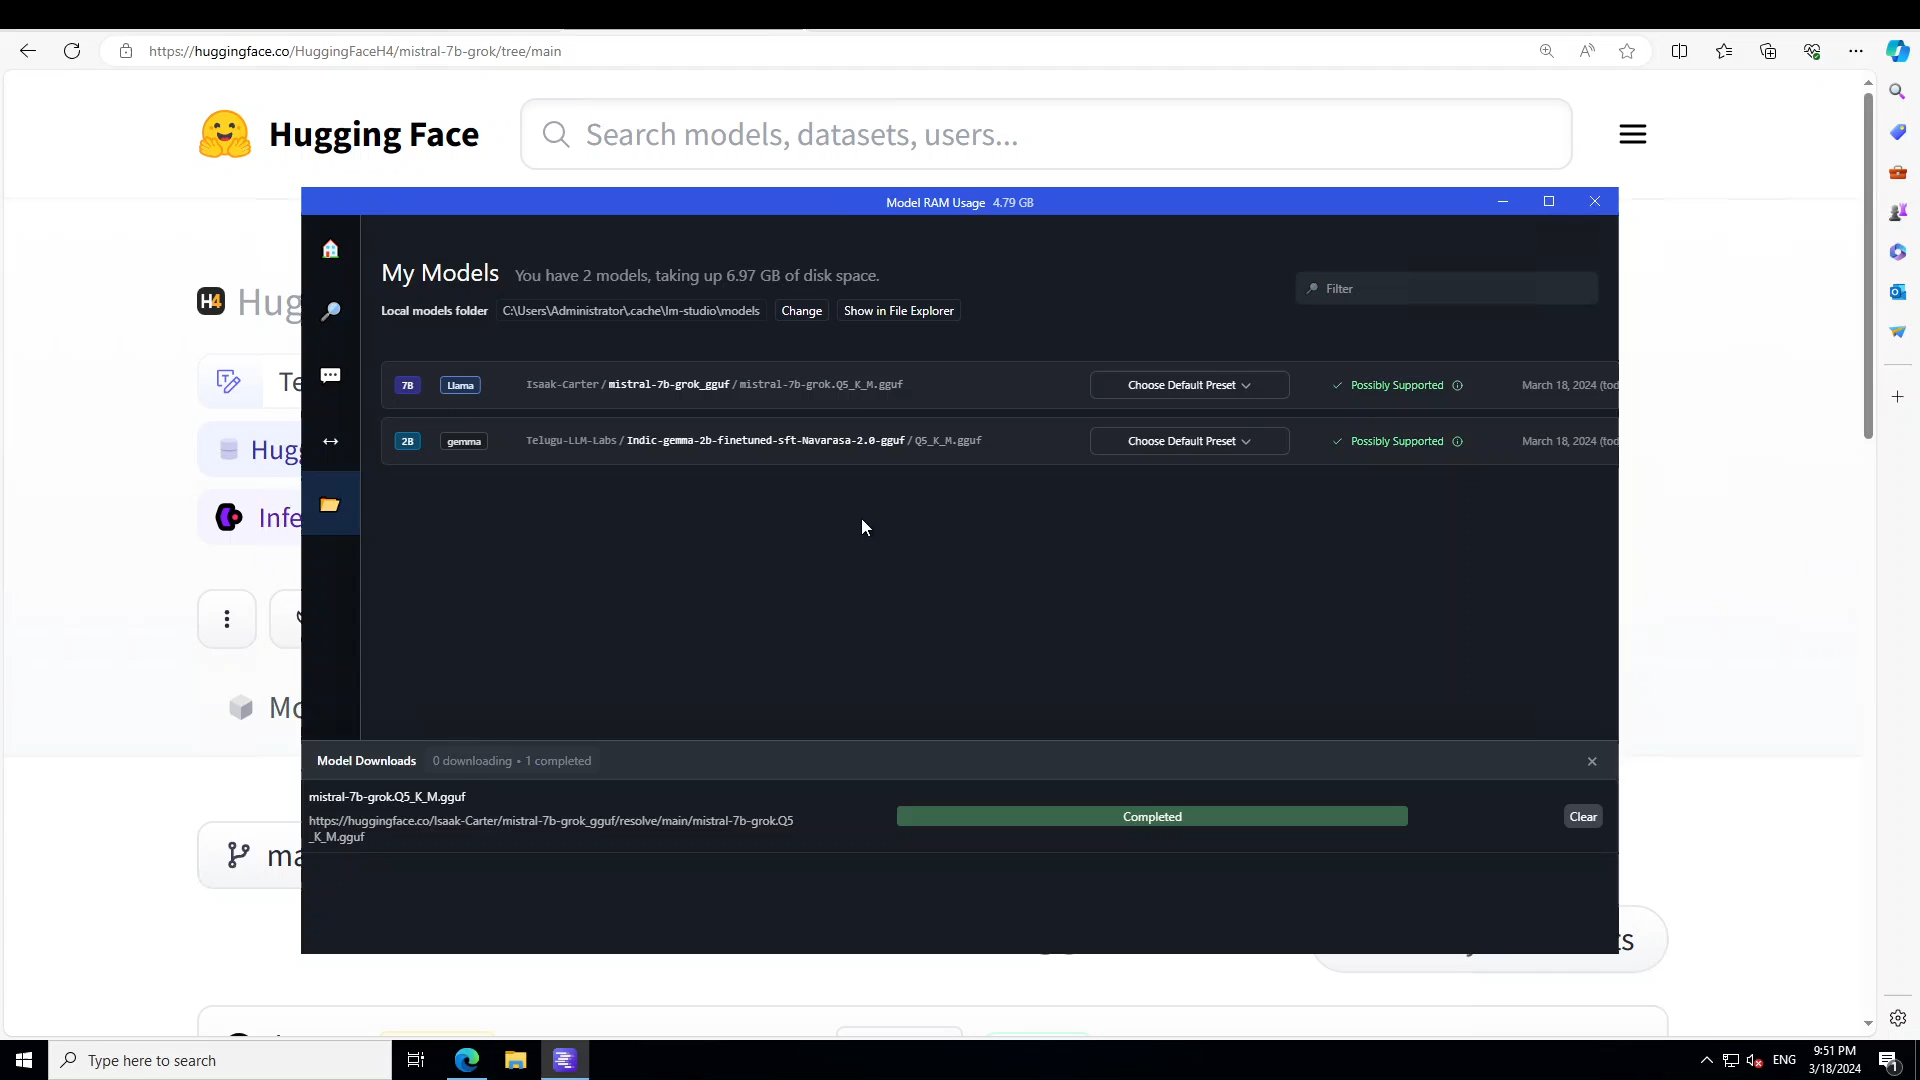 https://huggingface.co/HuggingFaceH4/mistral-7b-grok/tree/main
Hugging Face
Search models, datasets, users...
Model RAM Usage 4.79 GB
My Models You have 2 models, taking up 6.97 GB of disk space.
Filter
Local models folder C:\Users\Administrator\.cache\lm-studio\models Change Show in File Explorer
H4 Hug
7B Llama Isaak-Carter/mistral-7b-grok_gguf/mistral-7b-grok.Q5_K_M.gguf Choose Default Preset Possibly Supported March 18, 2024 (tod
Te
2B gemma Telugu-LLM-Labs/Indic-gemma-2b-finetuned-sft-Navarasa-2.0-gguf/Q5_K_M.gguf Choose Default Preset Possibly Supported March 18, 2024 (tod
Hug
Infe
Mo
Model Downloads 0 downloading • 1 completed
mistral-7b-grok.Q5_K_M.gguf
https://huggingface.co/Isaak-Carter/mistral-7b-grok_gguf/resolve/main/mistral-7b-grok.Q5
_K_M.gguf
Completed
Clear
ma
ts
Type here to search
ENG
9:51 PM
3/18/2024
1